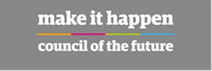 make it happen
council of the future